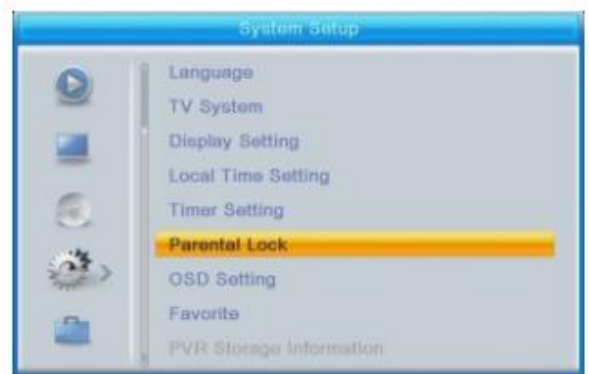 System Setup
Language
TV System
Display Setting
Local Time Setting
Timer Setting
Parental Lock
OSD Setting
Favorite
PVR Storage Information